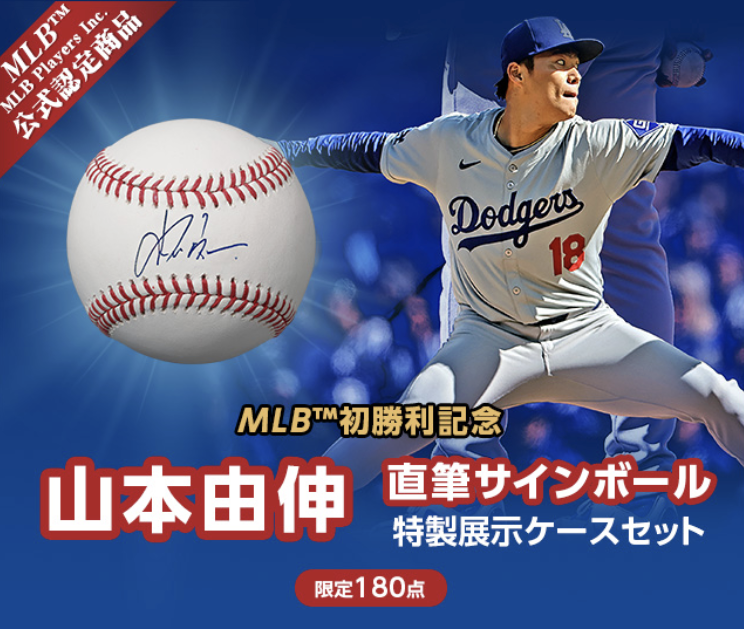 MLB™
MLB Players Inc.
公式認定商品
Dodgers
18
MLB™初勝利記念
山本由伸
直筆サインボール
特製展示ケースセット
限定180点